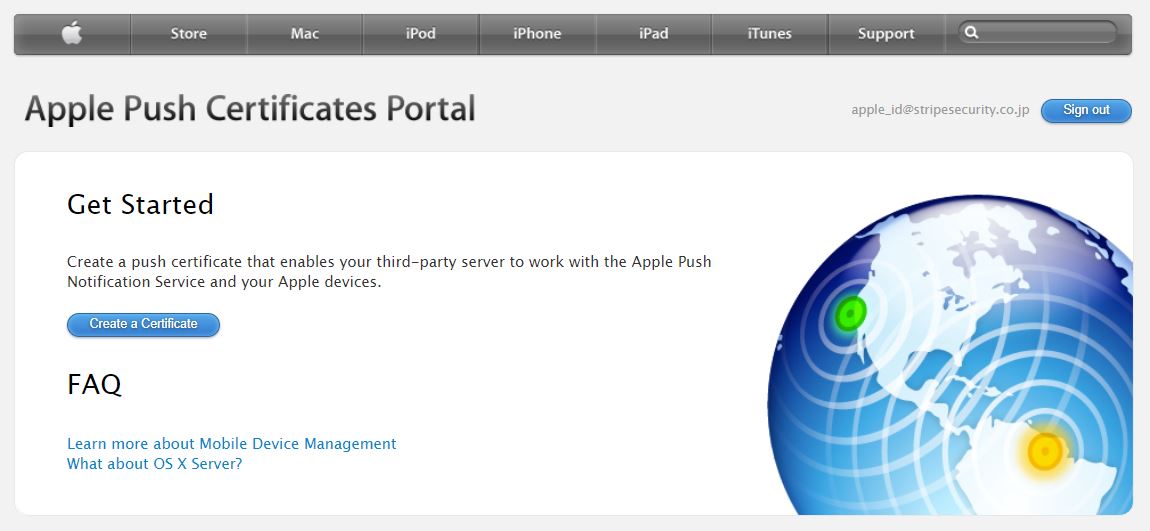 Store Mac iPod iPhone iPad iTunes Support
Apple Push Certificates Portal
apple_id@stripesecurity.co.jp Sign out
Get Started
Create a push certificate that enables your third-party server to work with the Apple Push
Notification Service and your Apple devices.
Create a Certificate
FAQ
Learn more about Mobile Device Management
What about OS X Server?